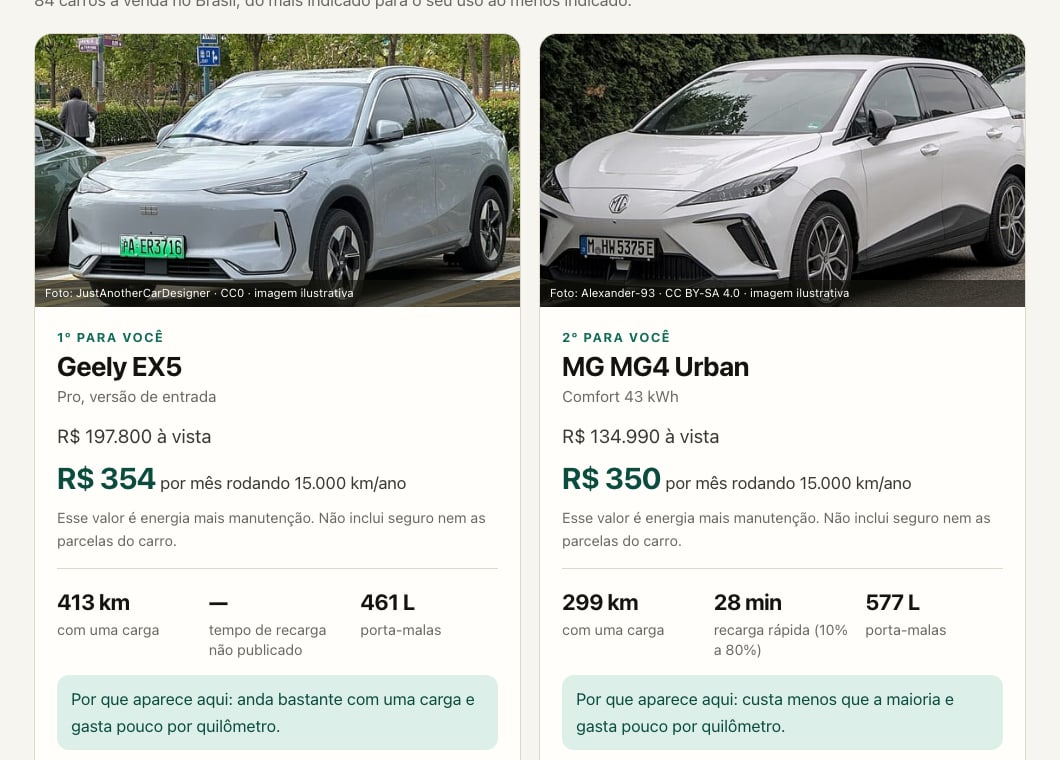 84 carros à venda no Brasil, do mais indicado para o seu uso ao menos indicado.
A·ER3716
Foto: JustAnotherCarDesigner · CC0 · imagem ilustrativa
1º PARA VOCÊ
Geely EX5
Pro, versão de entrada
R$ 197.800 à vista
R$ 354 por mês rodando 15.000 km/ano
Esse valor é energia mais manutenção. Não inclui seguro nem as
parcelas do carro.
413 km
com uma carga
—
tempo de recarga
não publicado
461 L
porta-malas
Por que aparece aqui: anda bastante com uma carga e
gasta pouco por quilômetro.
MG
M HW 5375 E
Foto: Alexander-93 · CC BY-SA 4.0 · imagem ilustrativa
2º PARA VOCÊ
MG MG4 Urban
Comfort 43 kWh
R$ 134.990 à vista
R$ 350 por mês rodando 15.000 km/ano
Esse valor é energia mais manutenção. Não inclui seguro nem as
parcelas do carro.
299 km
com uma carga
28 min
recarga rápida (10%
a 80%)
577 L
porta-malas
Por que aparece aqui: custa menos que a maioria e
gasta pouco por quilômetro.